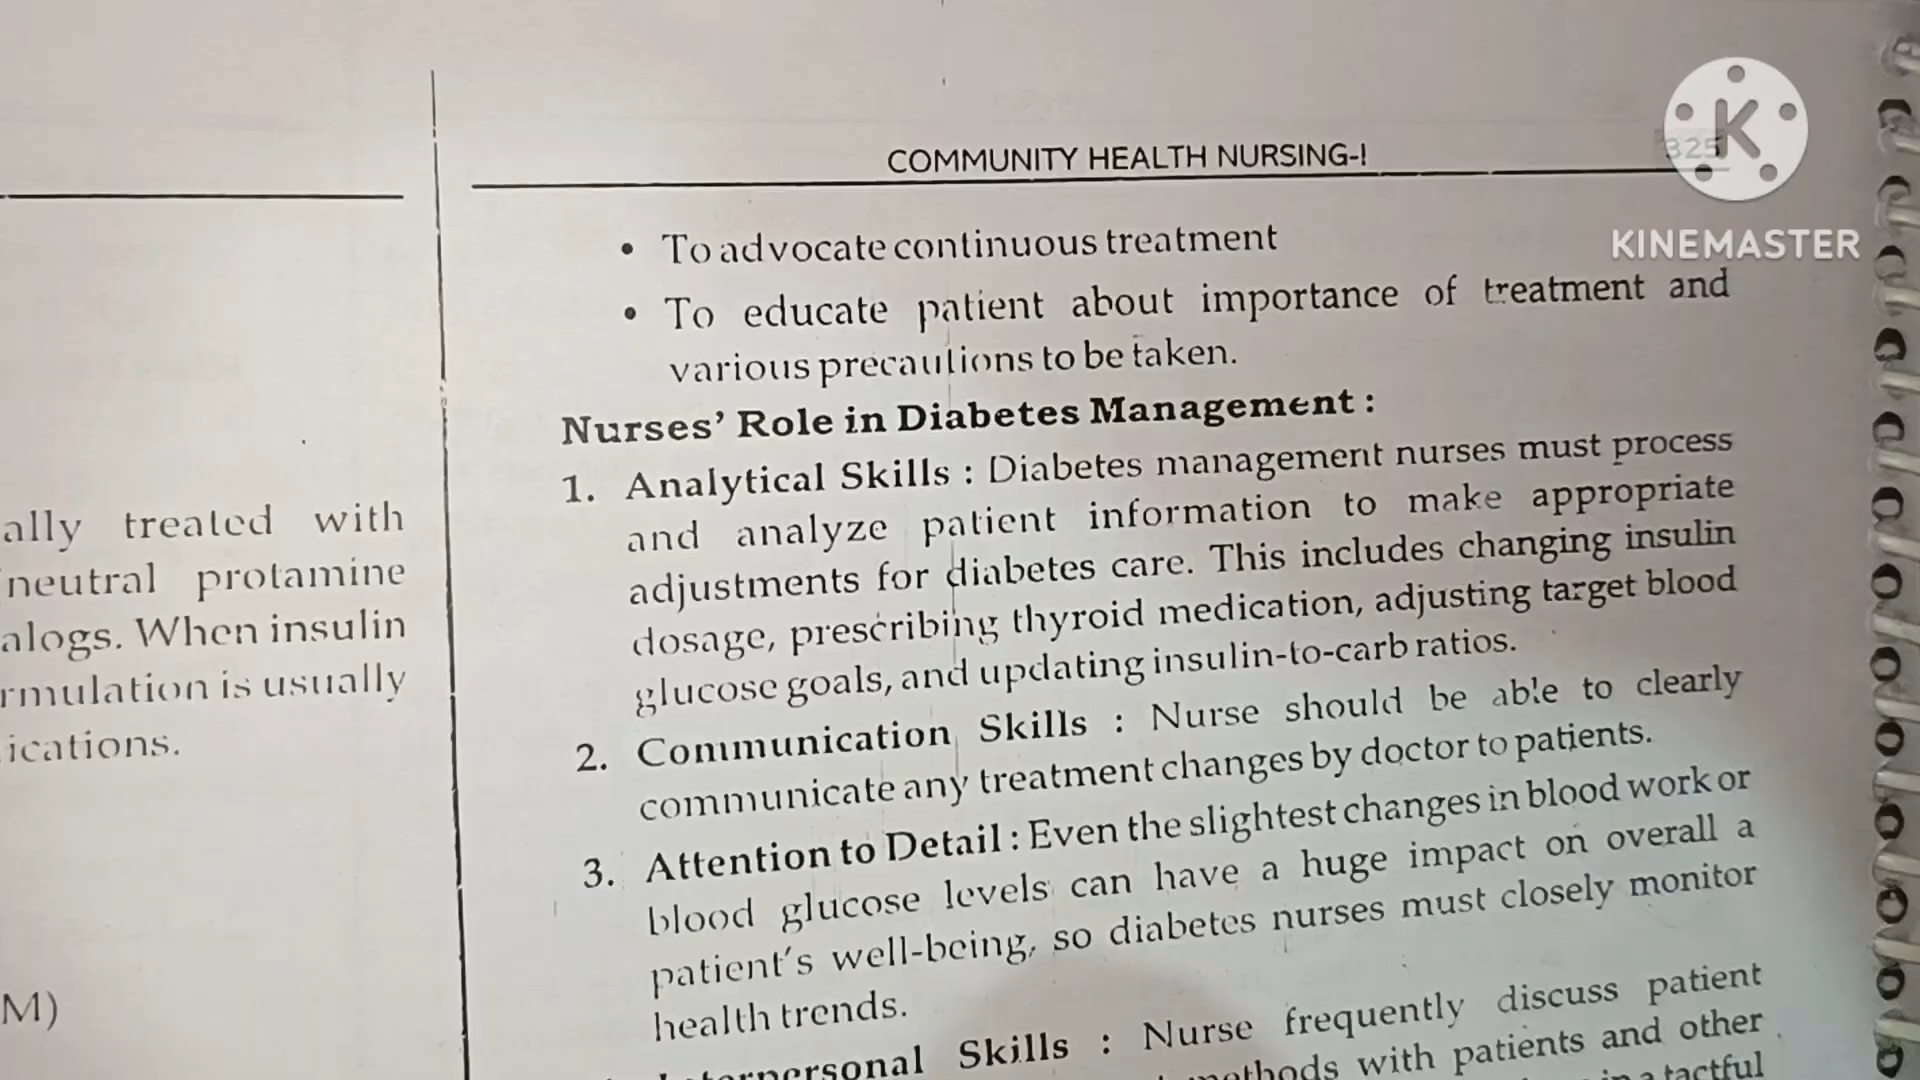 COMMUNITY HEALTH NURSING-I
325
KINEMASTER
• To advocate continuous treatment
• To educate patient about importance of treatment and
various precautions to be taken.
Nurses' Role in Diabetes Management :
1. Analytical Skills : Diabetes management nurses must process
and analyze patient information to make appropriate
adjustments for diabetes care. This includes changing insulin
dosage, prescribing thyroid medication, adjusting target blood
glucose goals, and updating insulin-to-carb ratios.
2. Communication Skills : Nurse should be able to clearly
communicate any treatment changes by doctor to patients.
3. Attention to Detail : Even the slightest changes in blood work or
blood glucose levels can have a huge impact on overall a
patient's well-being, so diabetes nurses must closely monitor
health trends.
Skills : Nurse frequently discuss patient
methods with patients and other
in a tactful
ally treated with
neutral protamine
alogs. When insulin
rmulation is usually
ications.
M)